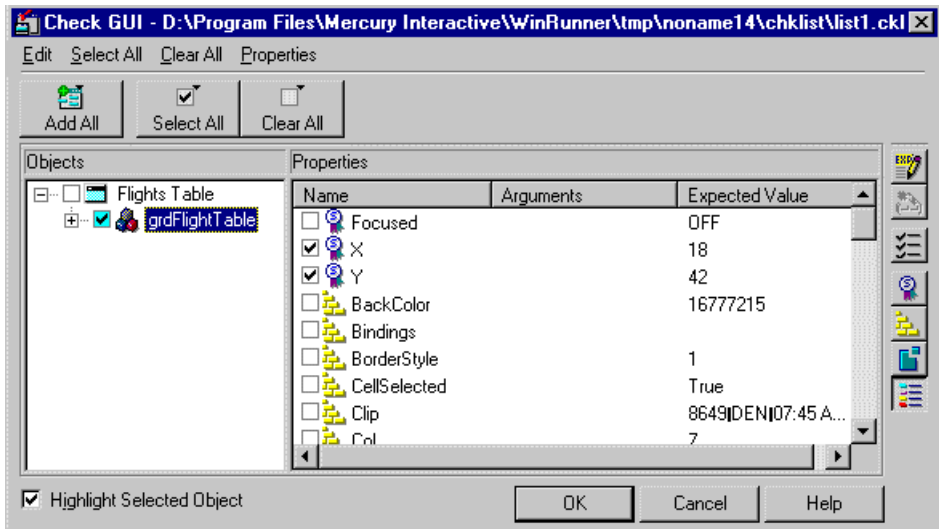 Check GUI - D:\Program Files\Mercury Interactive\WinRunner\tmp\noname14\chklist\list1.ckl
Edit Select All Clear All Properties
Add All Select All Clear All
Objects Properties
Flights Table
grdFlightTable
Name Arguments Expected Value
Focused OFF
X 18
Y 42
BackColor 16777215
Bindings
BorderStyle 1
CellSelected True
Clip 8649|DEN|07:45 A...
Col 7
Highlight Selected Object
OK Cancel Help